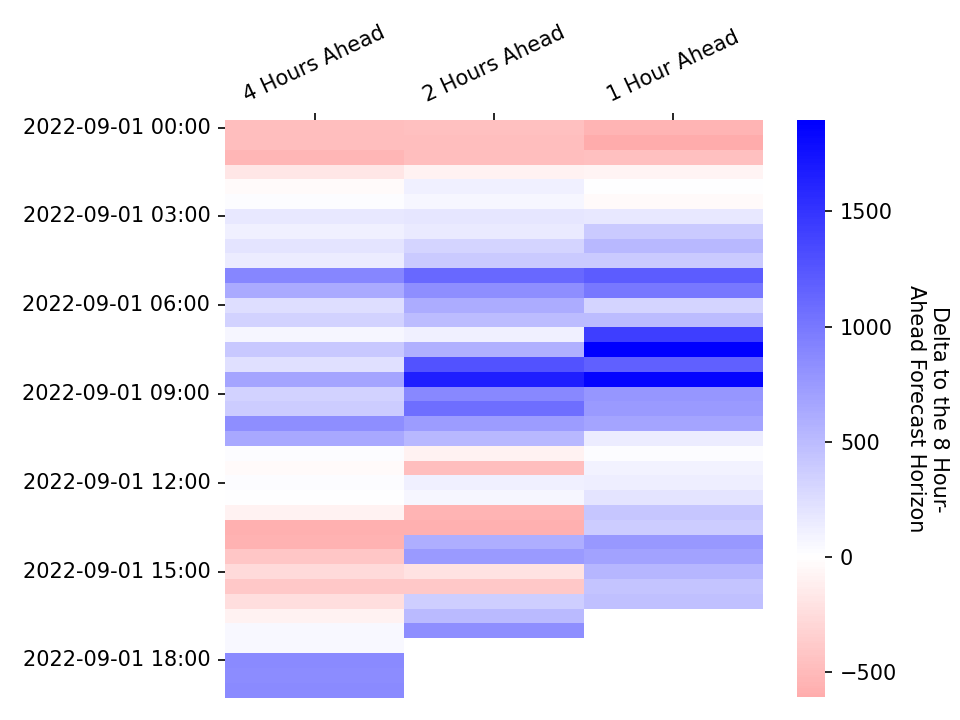 4 Hours Ahead
2 Hours Ahead
1 Hour Ahead
2022-09-01 00:00
2022-09-01 03:00
2022-09-01 06:00
2022-09-01 09:00
2022-09-01 12:00
2022-09-01 15:00
2022-09-01 18:00
1500
1000
500
0
−500
Delta to the 8 Hour-
Ahead Forecast Horizon